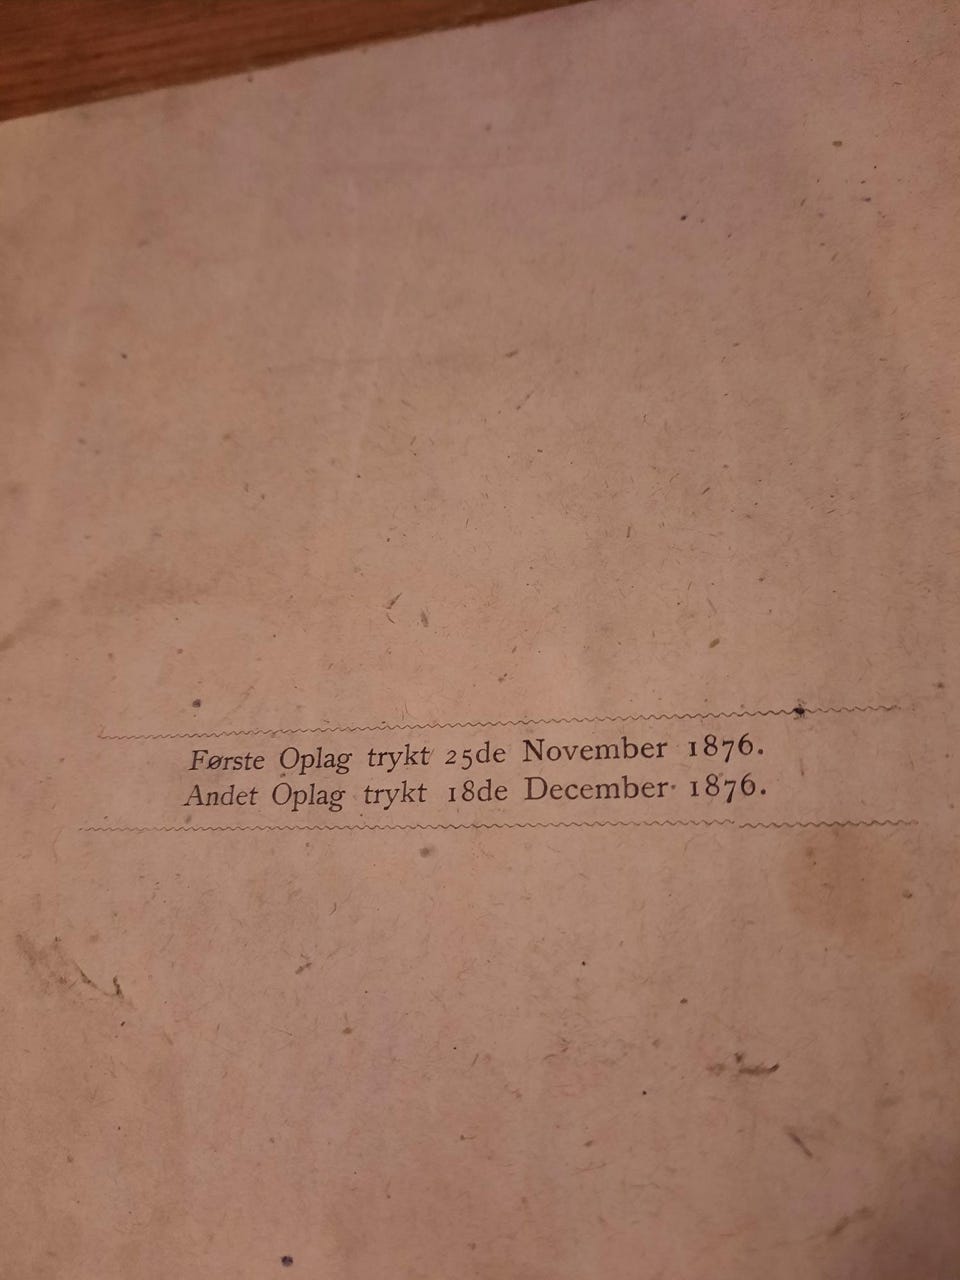 Første Oplag trykt 25de November 1876.
Andet Oplag trykt 18de December 1876.